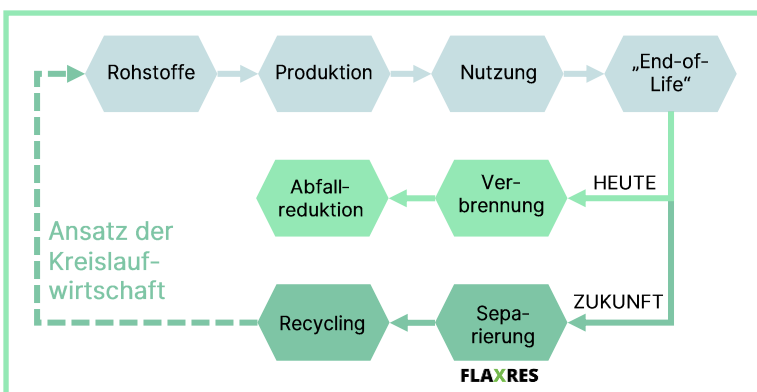 Rohstoffe
Produktion
Nutzung
„End-of-
Life“
Abfall-
reduktion
Ver-
brennung
HEUTE
Ansatz der
Kreislauf-
wirtschaft
ZUKUNFT
Recycling
Sepa-
rierung
FLAXRES